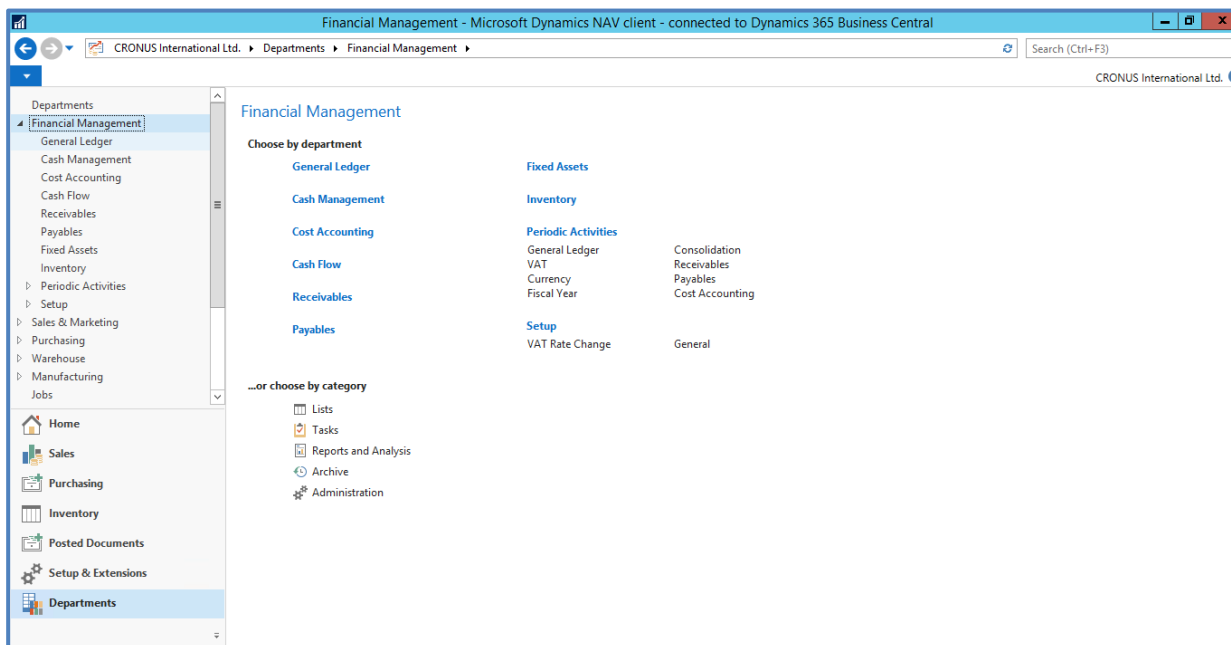 Financial Management - Microsoft Dynamics NAV client - connected to Dynamics 365 Business Central
CRONUS International Ltd. Departments Financial Management
Search (Ctrl+F3)
CRONUS International Ltd.
Departments
Financial Management
General Ledger
Cash Management
Cost Accounting
Cash Flow
Receivables
Payables
Fixed Assets
Inventory
Periodic Activities
Setup
Sales & Marketing
Purchasing
Warehouse
Manufacturing
Jobs
Home
Sales
Purchasing
Inventory
Posted Documents
Setup & Extensions
Departments
Financial Management
Choose by department
General Ledger
Cash Management
Cost Accounting
Cash Flow
Receivables
Payables
Fixed Assets
Inventory
Periodic Activities
General Ledger Consolidation
VAT Receivables
Currency Payables
Fiscal Year Cost Accounting
Setup
VAT Rate Change General
...or choose by category
Lists
Tasks
Reports and Analysis
Archive
Administration